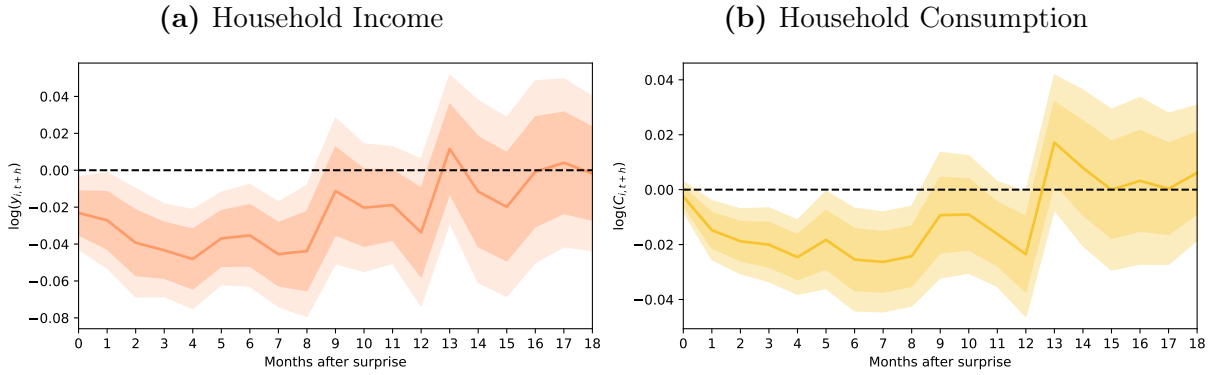 (a) Household Income
0.04
0.02
0.00
−0.02
−0.04
−0.06
−0.08
log(y_{i,t+h})
0 1 2 3 4 5 6 7 8 9 10 11 12 13 14 15 16 17 18
Months after surprise
(b) Household Consumption
0.04
0.02
0.00
−0.02
−0.04
log(C_{i,t+h})
0 1 2 3 4 5 6 7 8 9 10 11 12 13 14 15 16 17 18
Months after surprise